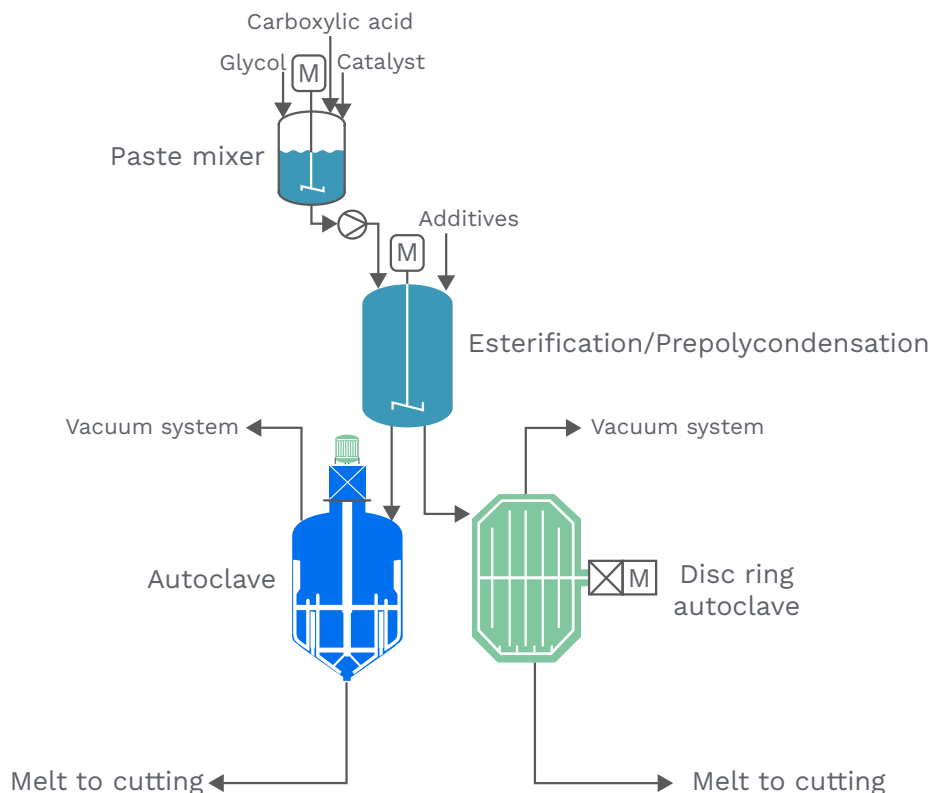 Carboxylic acid
Glycol
M
Catalyst
Paste mixer
Additives
M
Esterification/Prepolycondensation
Vacuum system
Vacuum system
Autoclave
M
Disc ring
autoclave
Melt to cutting
Melt to cutting